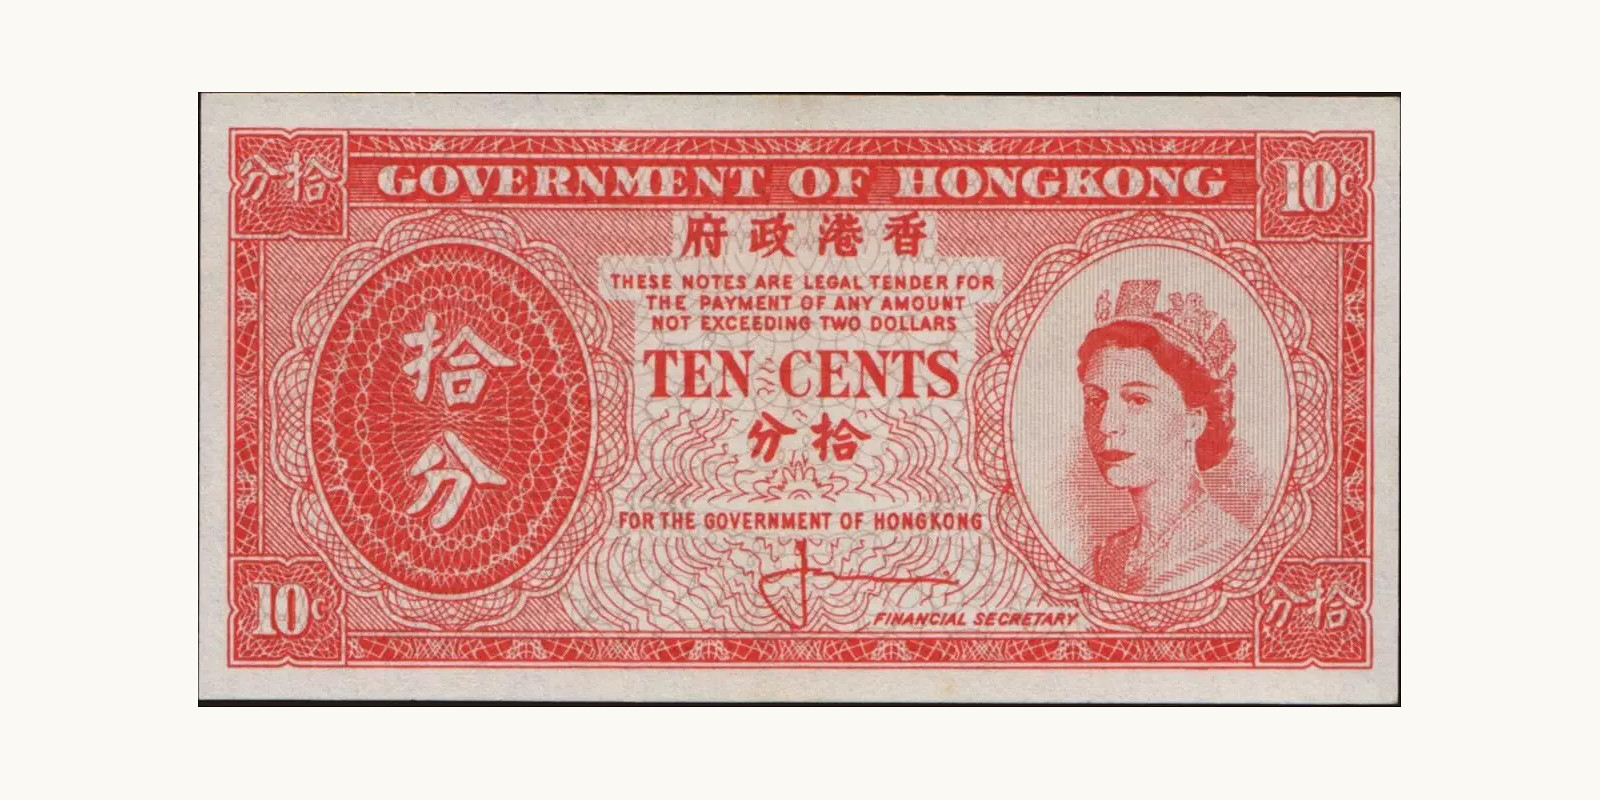 分拾
GOVERNMENT OF HONGKONG
10c
府政港香
THESE NOTES ARE LEGAL TENDER FOR
THE PAYMENT OF ANY AMOUNT
NOT EXCEEDING TWO DOLLARS
TEN CENTS
分拾
拾
分
FOR THE GOVERNMENT OF HONGKONG
FINANCIAL SECRETARY
10c
分拾